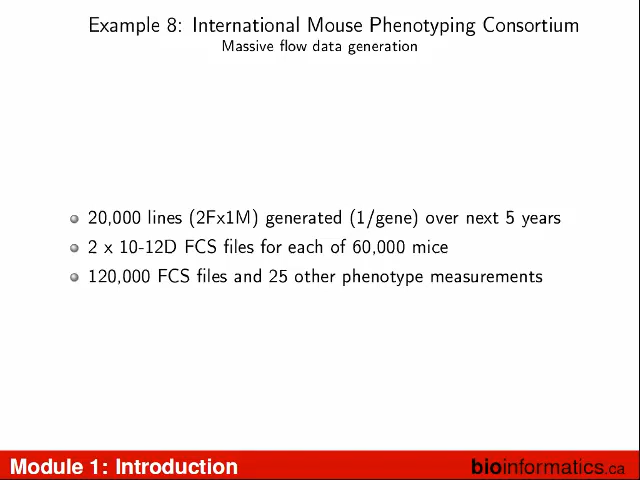 Example 8: International Mouse Phenotyping Consortium
Massive flow data generation
20,000 lines (2Fx1M) generated (1/gene) over next 5 years
2 x 10-12D FCS files for each of 60,000 mice
120,000 FCS files and 25 other phenotype measurements
Module 1: Introduction
bioinformatics.ca